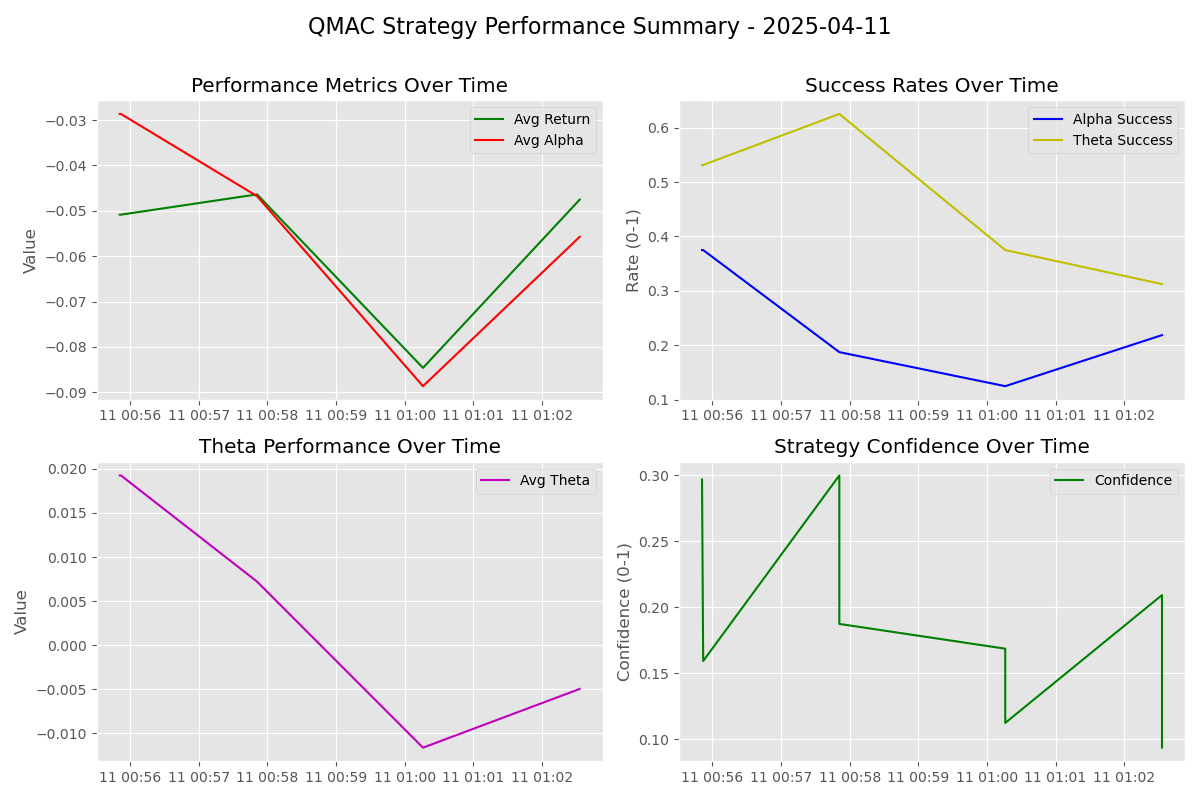 QMAC Strategy Performance Summary - 2025-04-11
Performance Metrics Over Time
Avg Return
Avg Alpha
Value
−0.03
−0.04
−0.05
−0.06
−0.07
−0.08
−0.09
11 00:56 11 00:57 11 00:58 11 00:59 11 01:00 11 01:01 11 01:02
Success Rates Over Time
Alpha Success
Theta Success
Rate (0-1)
0.6
0.5
0.4
0.3
0.2
0.1
11 00:56 11 00:57 11 00:58 11 00:59 11 01:00 11 01:01 11 01:02
Theta Performance Over Time
Avg Theta
Value
0.020
0.015
0.010
0.005
0.000
−0.005
−0.010
11 00:56 11 00:57 11 00:58 11 00:59 11 01:00 11 01:01 11 01:02
Strategy Confidence Over Time
Confidence
Confidence (0-1)
0.30
0.25
0.20
0.15
0.10
11 00:56 11 00:57 11 00:58 11 00:59 11 01:00 11 01:01 11 01:02